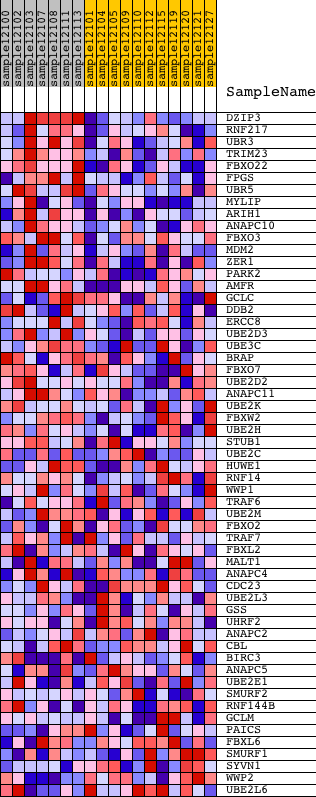 sample12100
sample12102
sample12103
sample12107
sample12108
sample12111
sample12113
sample12101
sample12104
sample12105
sample12109
sample12110
sample12112
sample12115
sample12119
sample12120
sample12121
sample12127
SampleName
DZIP3
RNF217
UBR3
TRIM23
FBXO22
FPGS
UBR5
MYLIP
ARIH1
ANAPC10
FBXO3
MDM2
ZER1
PARK2
AMFR
GCLC
DDB2
ERCC8
UBE2D3
UBE3C
BRAP
FBXO7
UBE2D2
ANAPC11
UBE2K
FBXW2
UBE2H
STUB1
UBE2C
HUWE1
RNF14
WWP1
TRAF6
UBE2M
FBXO2
TRAF7
FBXL2
MALT1
ANAPC4
CDC23
UBE2L3
GSS
UHRF2
ANAPC2
CBL
BIRC3
ANAPC5
UBE2E1
SMURF2
RNF144B
GCLM
PAICS
FBXL6
SMURF1
SYVN1
WWP2
UBE2L6